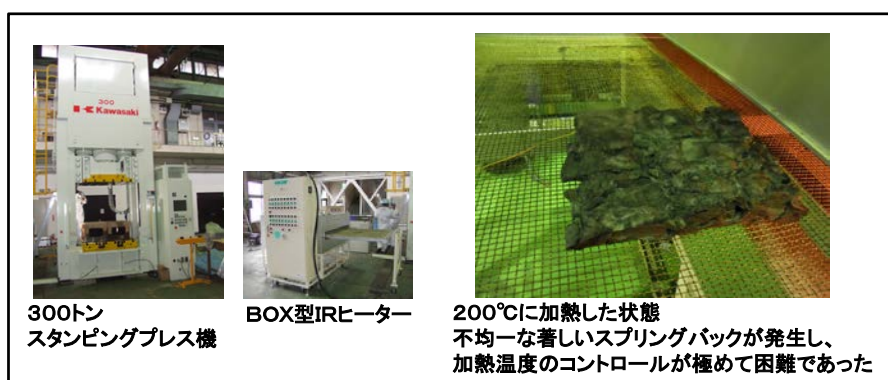 300
Kawasaki
300トン
スタンピングプレス機
BOX型IRヒーター
200℃に加熱した状態
不均一な著しいスプリングバックが発生し、
加熱温度のコントロールが極めて困難であった